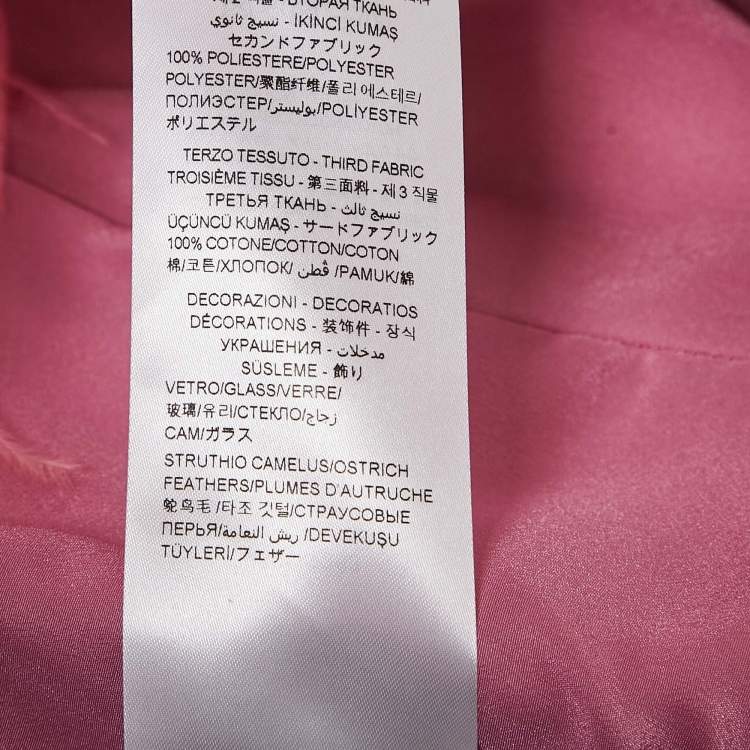 ВТОРАЯ ТКАНЬ
نسيج ثانوي - İKİNCİ KUMAŞ
セカンドファブリック
100% POLIESTERE/POLYESTER
POLYESTER/聚酯纤维/폴리에스테르/
ПОЛИЭСТЕР/بوليستر/POLİYESTER
ポリエステル
TERZO TESSUTO - THIRD FABRIC
TROISIÈME TISSU - 第三面料 - 제 3 직물
ТРЕТЬЯ ТКАНЬ - نسيج ثالث
ÜÇÜNCÜ KUMAŞ - サードファブリック
100% COTONE/COTTON/COTON
棉/코튼/ХЛОПОК/ قطن /PAMUK/綿
DECORAZIONI - DECORATIOS
DÉCORATIONS - 装饰件 - 장식
УКРАШЕНИЯ - مدخلات
SÜSLEME - 飾り
VETRO/GLASS/VERRE/
玻璃/유리/СТЕКЛО/زجاج
CAM/ガラス
STRUTHIO CAMELUS/OSTRICH
FEATHERS/PLUMES D'AUTRUCHE
鸵鸟毛 /타조 깃털/СТРАУСОВЫЕ
ПЕРЬЯ/ريش النعامة/DEVEKUŞU
TÜYLERİ/フェザー